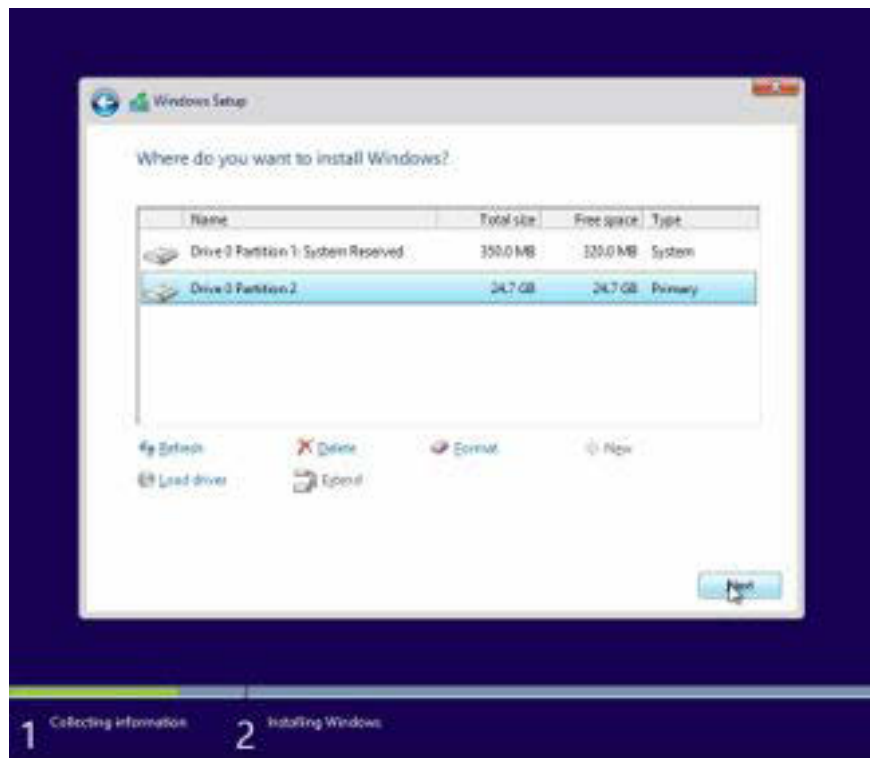 Windows Setup
Where do you want to install Windows?
Name Total size Free space Type
Drive 0 Partition 1: System Reserved 350.0 MB 320.0 MB System
Drive 0 Partition 2 24.7 GB 24.7 GB Primary
Refresh Delete Format New
Load driver Extend
Next
1 Collecting information 2 Installing Windows